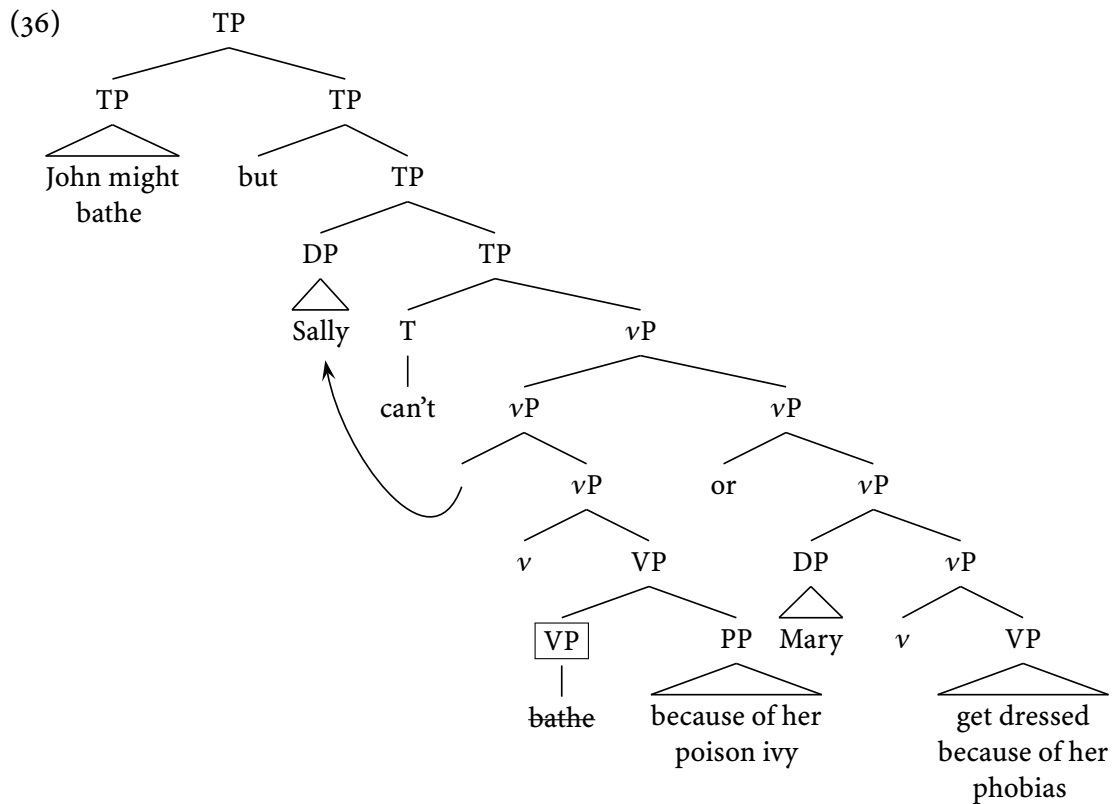 (36) TP
TP TP
John might bathe but TP
DP TP
Sally T vP
can't vP vP
vP or vP
v VP DP vP
VP PP Mary v VP
bathe because of her poison ivy get dressed because of her phobias